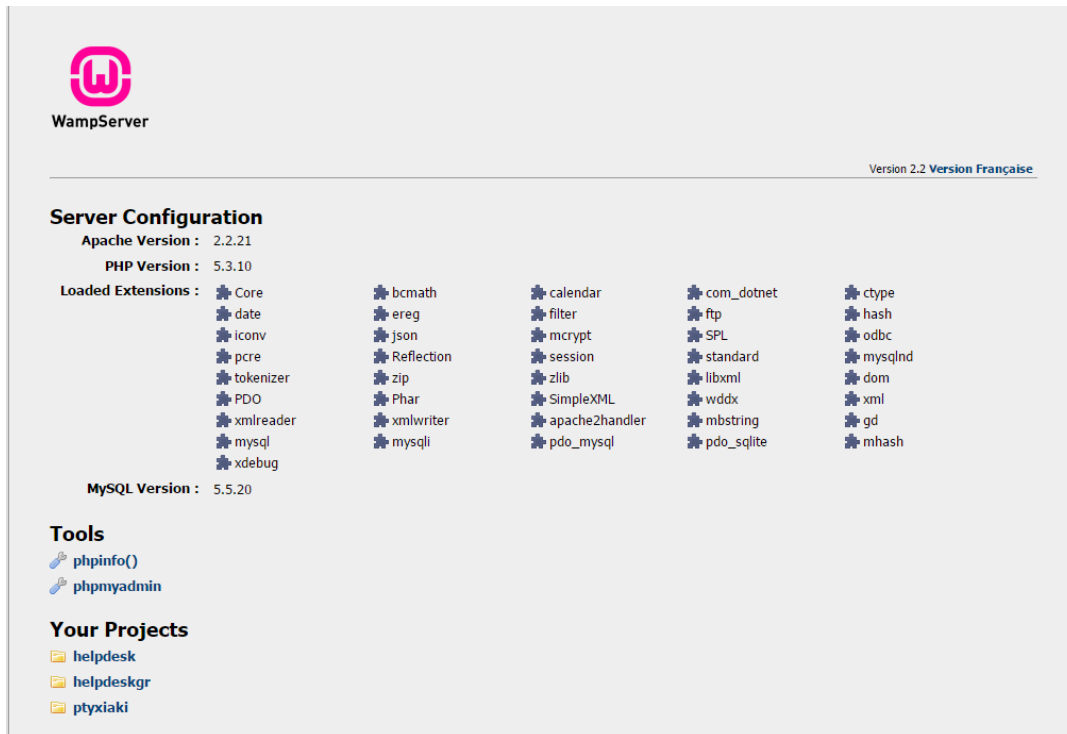 WampServer
Version 2.2 Version Française
Server Configuration
Apache Version : 2.2.21
PHP Version : 5.3.10
Loaded Extensions : Core bcmath calendar com_dotnet ctype
date ereg filter ftp hash
iconv json mcrypt SPL odbc
pcre Reflection session standard mysqlnd
tokenizer zip zlib libxml dom
PDO Phar SimpleXML wddx xml
xmlreader xmlwriter apache2handler mbstring gd
mysql mysqli pdo_mysql pdo_sqlite mhash
xdebug
MySQL Version : 5.5.20
Tools
phpinfo()
phpmyadmin
Your Projects
helpdesk
helpdeskgr
ptyxiaki